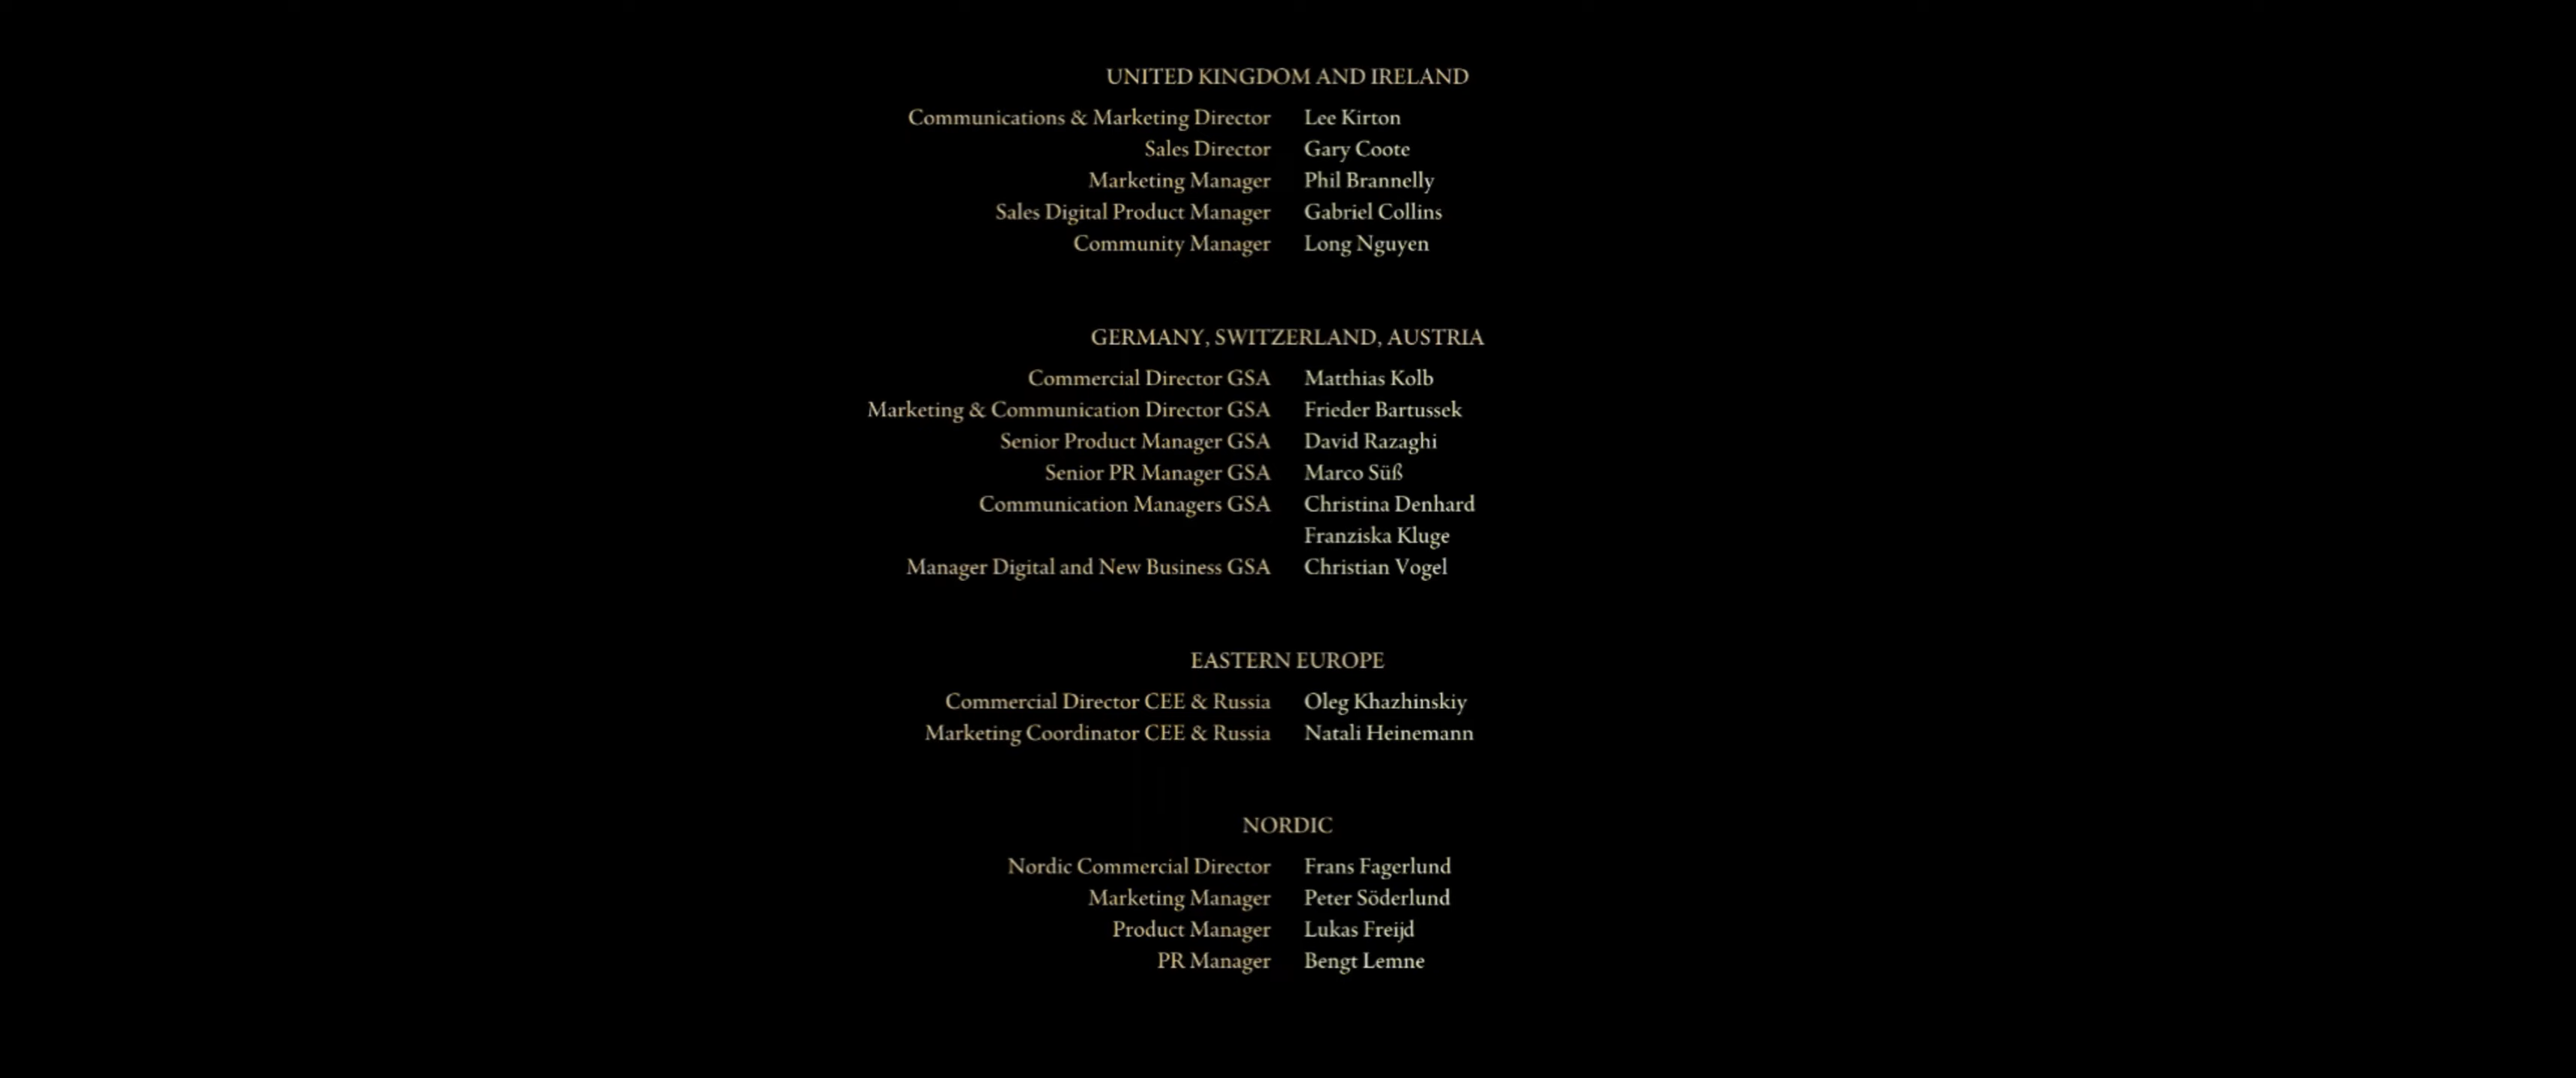 UNITED KINGDOM AND IRELAND
Communications & Marketing Director Lee Kirton
Sales Director Gary Coote
Marketing Manager Phil Brannelly
Sales Digital Product Manager Gabriel Collins
Community Manager Long Nguyen
GERMANY, SWITZERLAND, AUSTRIA
Commercial Director GSA Matthias Kolb
Marketing & Communication Director GSA Frieder Bartussek
Senior Product Manager GSA David Razaghi
Senior PR Manager GSA Marco Süß
Communication Managers GSA Christina Denhard
Franziska Kluge
Manager Digital and New Business GSA Christian Vogel
EASTERN EUROPE
Commercial Director CEE & Russia Oleg Khazhinskiy
Marketing Coordinator CEE & Russia Natali Heinemann
NORDIC
Nordic Commercial Director Frans Fagerlund
Marketing Manager Peter Söderlund
Product Manager Lukas Freijd
PR Manager Bengt Lemne